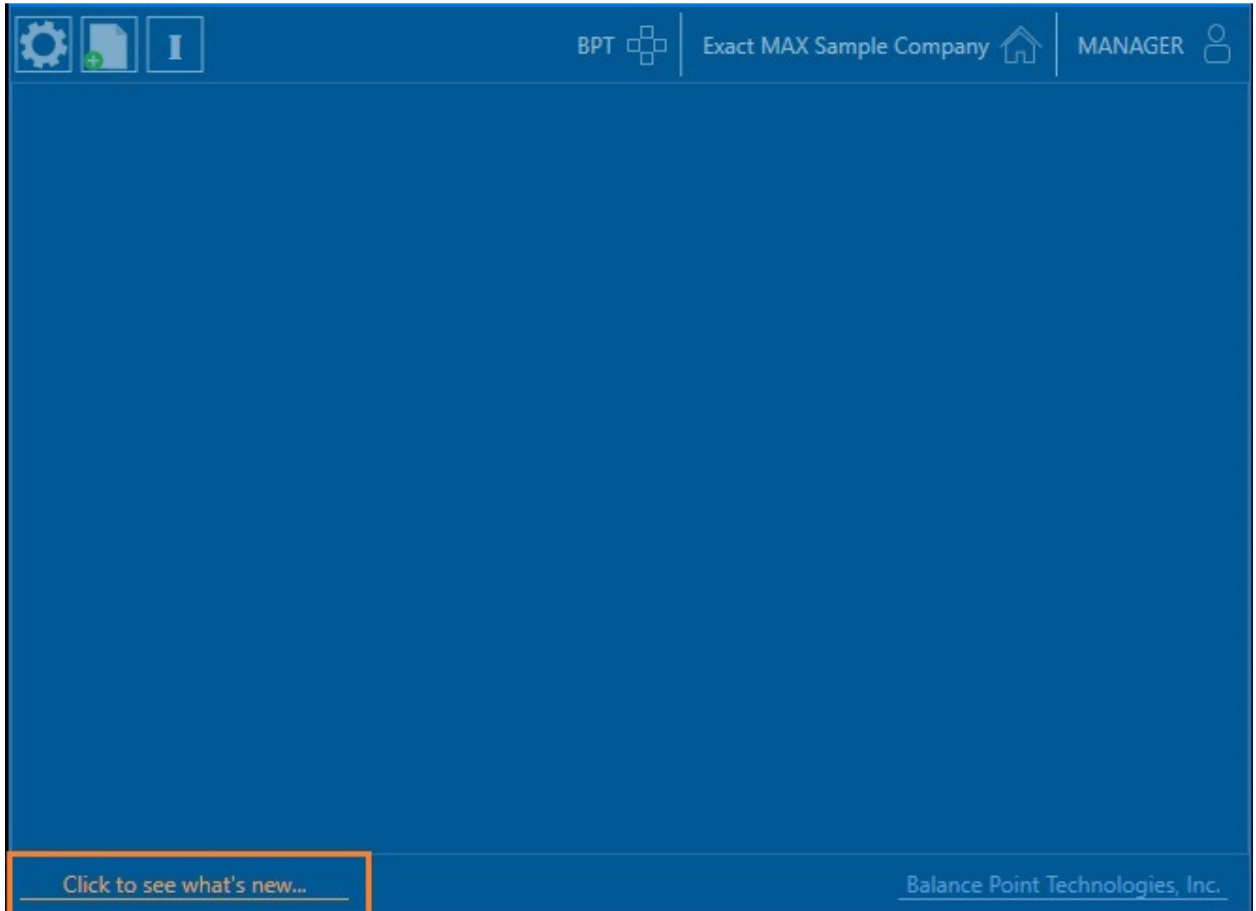 I
BPT
Exact MAX Sample Company
MANAGER
Click to see what's new...
Balance Point Technologies, Inc.